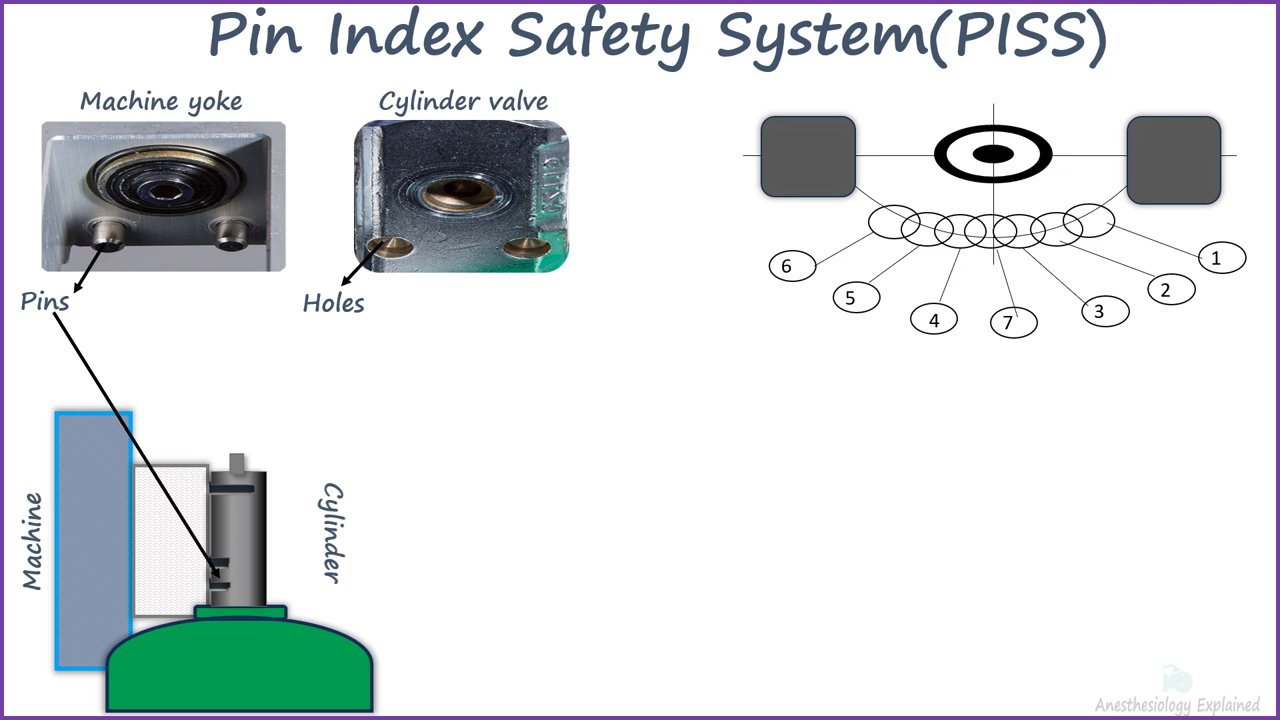 Pin Index Safety System(PISS)
Machine yoke
Cylinder valve
Pins
Holes
6
5
4
7
3
2
1
Machine
Cylinder
Anesthesiology Explained